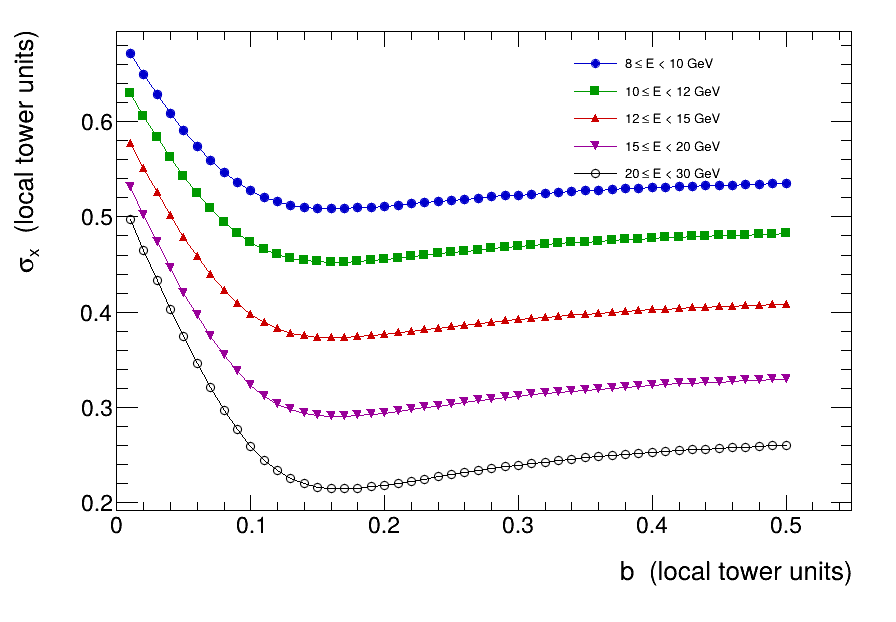 σx (local tower units)
0.6
0.5
0.4
0.3
0.2
8 ≤ E < 10 GeV
10 ≤ E < 12 GeV
12 ≤ E < 15 GeV
15 ≤ E < 20 GeV
20 ≤ E < 30 GeV
0 0.1 0.2 0.3 0.4 0.5
b (local tower units)